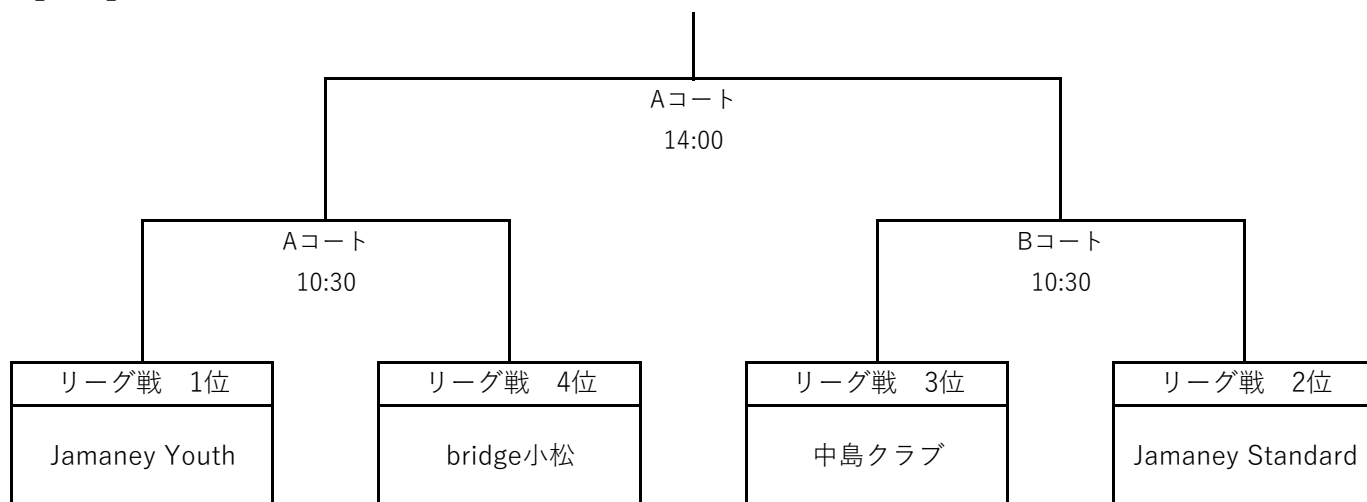 Aコート
14:00
Aコート
10:30
Bコート
10:30
リーグ戦　1位
リーグ戦　4位
リーグ戦　3位
リーグ戦　2位
Jamaney Youth
bridge小松
中島クラブ
Jamaney Standard